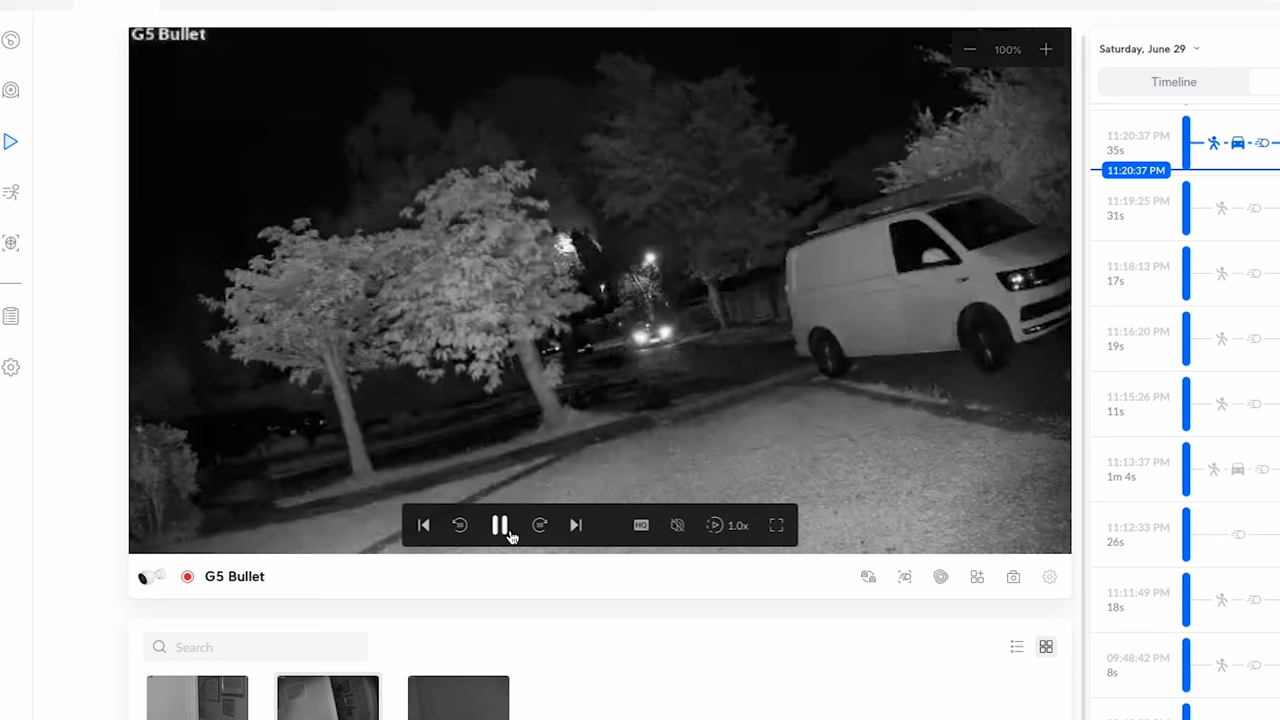 G5 Bullet
100%
HQ
1.0x
G5 Bullet
Search
Saturday, June 29
Timeline
11:20:37 PM
35s
11:20:37 PM
11:19:25 PM
31s
11:18:13 PM
17s
11:16:20 PM
19s
11:15:26 PM
11s
11:13:37 PM
1m 4s
11:12:33 PM
26s
11:11:49 PM
18s
09:48:42 PM
8s